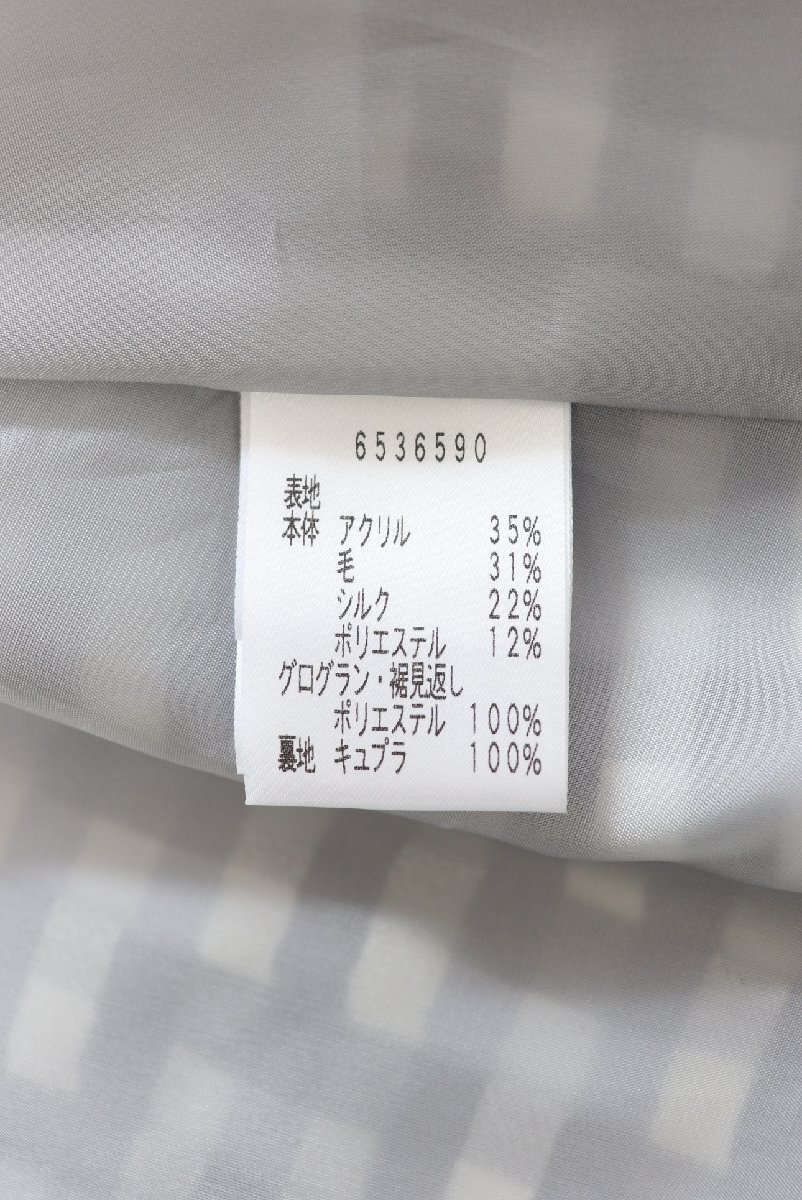 6536590
表地
本体 アクリル 35%
毛 31%
シルク 22%
ポリエステル 12%
グログラン・裾見返し
ポリエステル 100%
裏地 キュプラ 100%